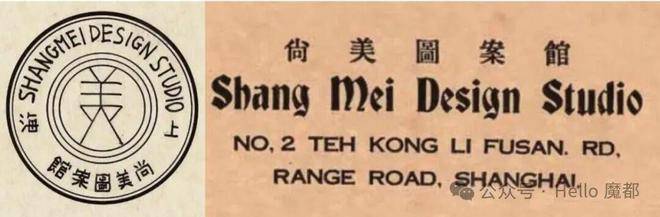 SHANGMEI DESIGN STUDIO
上海
美
尚美圖案館
尚美圖案館
Shang Mei Design Studio
NO, 2 TEH KONG LI FUSAN. RD,
RANGE ROAD, SHANGHAI
公众号 · Hello 魔都